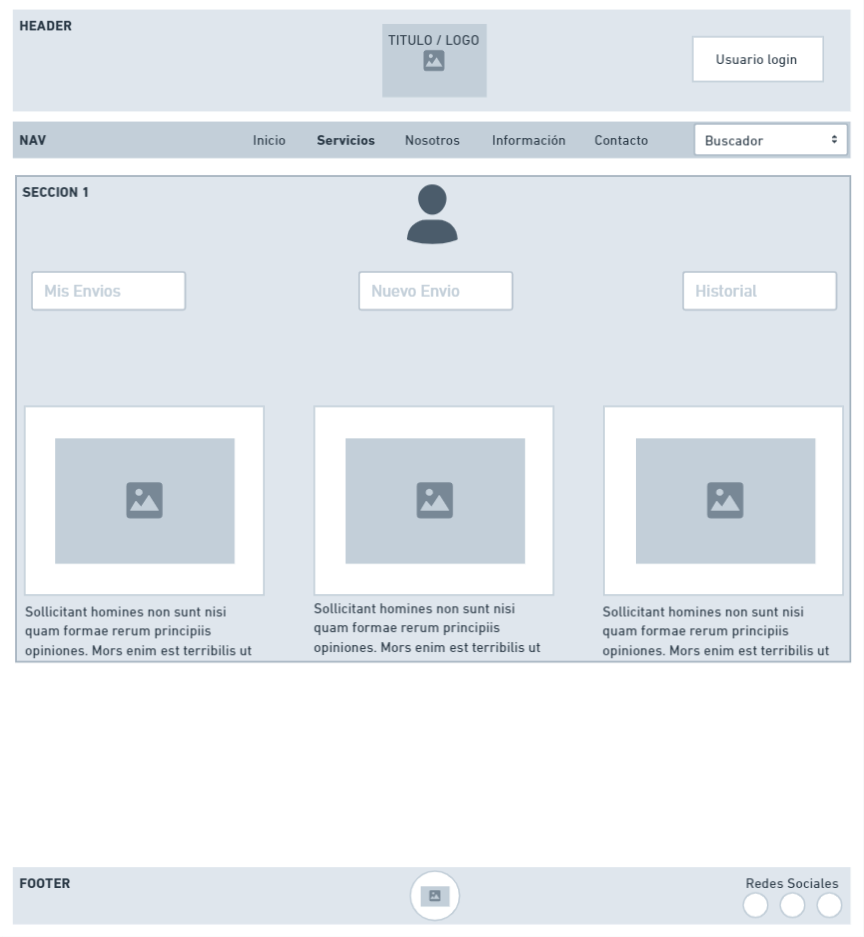 HEADER
TITULO / LOGO
Usuario login
NAV
Inicio
Servicios
Nosotros
Información
Contacto
Buscador
SECCION 1
Mis Envios
Nuevo Envio
Historial
Sollicitant homines non sunt nisi
quam formae rerum principiis
opiniones. Mors enim est terribilis ut
Sollicitant homines non sunt nisi
quam formae rerum principiis
opiniones. Mors enim est terribilis ut
Sollicitant homines non sunt nisi
quam formae rerum principiis
opiniones. Mors enim est terribilis ut
FOOTER
Redes Sociales